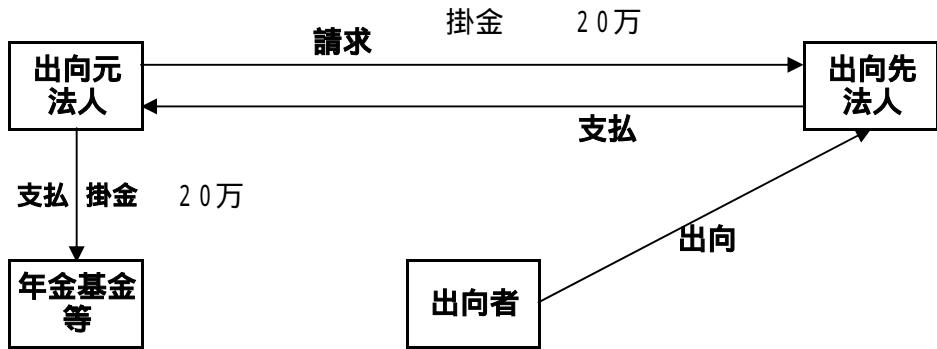 掛金 20万
請求
出向元
法人
出向先
法人
支払
支払 掛金 20万
出向
年金基金
等
出向者